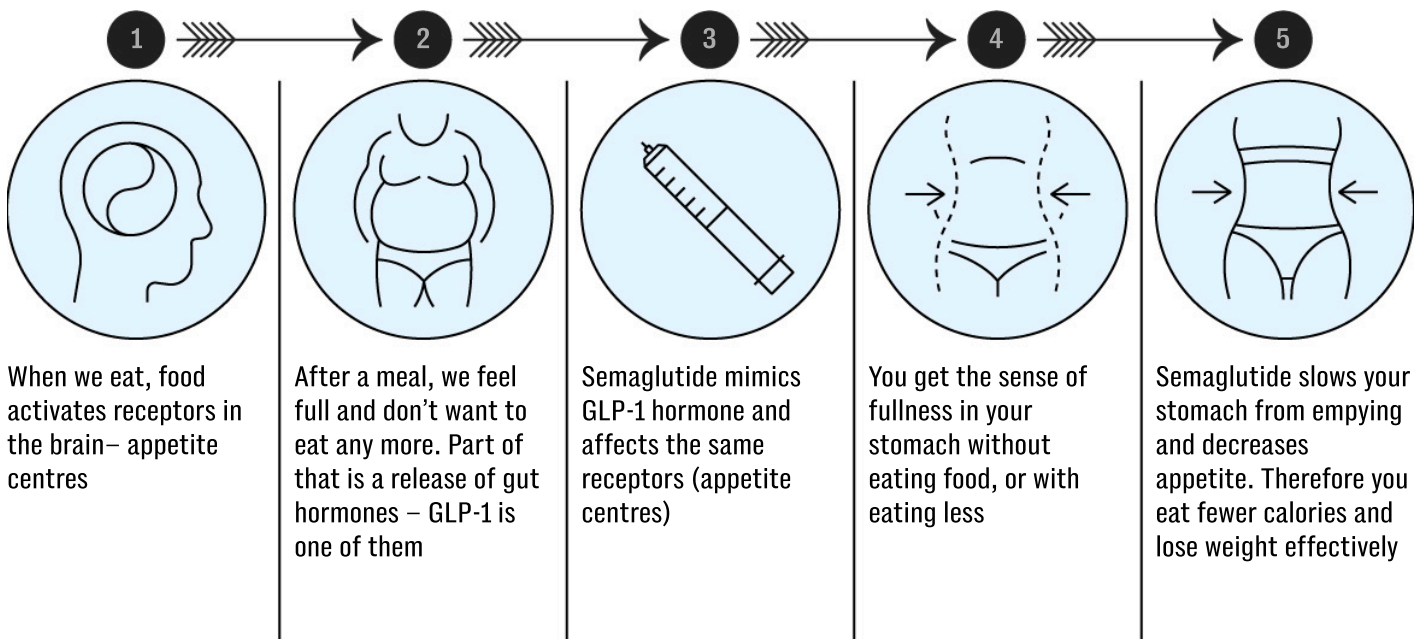 1
2
3
4
5
When we eat, food
activates receptors in
the brain– appetite
centres
After a meal, we feel
full and don’t want to
eat any more. Part of
that is a release of gut
hormones – GLP-1 is
one of them
Semaglutide mimics
GLP-1 hormone and
affects the same
receptors (appetite
centres)
You get the sense of
fullness in your
stomach without
eating food, or with
eating less
Semaglutide slows your
stomach from empying
and decreases
appetite. Therefore you
eat fewer calories and
lose weight effectively